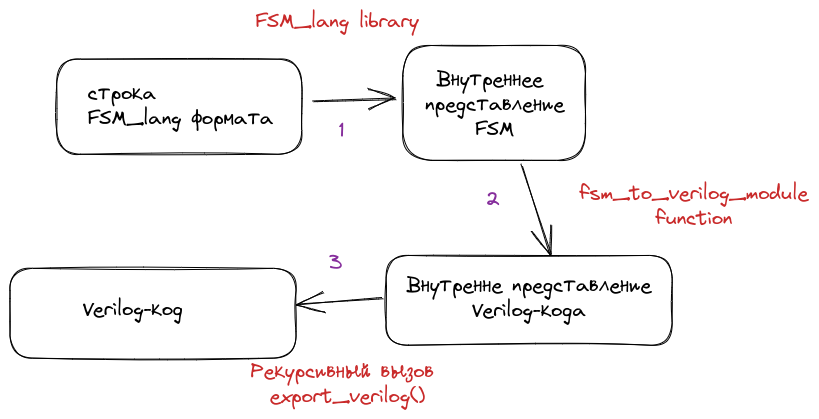 FSM_lang library
строка
FSM_lang формата
1
Внутреннее
представление
FSM
2
fsm_to_verilog_module
function
3
Внутренне представление
Verilog-кода
Verilog-код
Рекурсивный вызов
export_verilog()